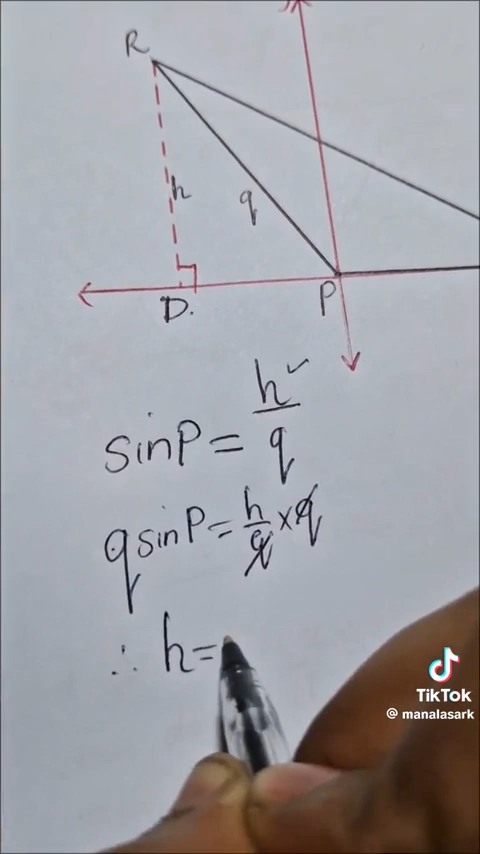 R
h
q
D.
P
sinP = h/q
q sinP = h/q × q
∴ h =
TikTok
@ manalasark